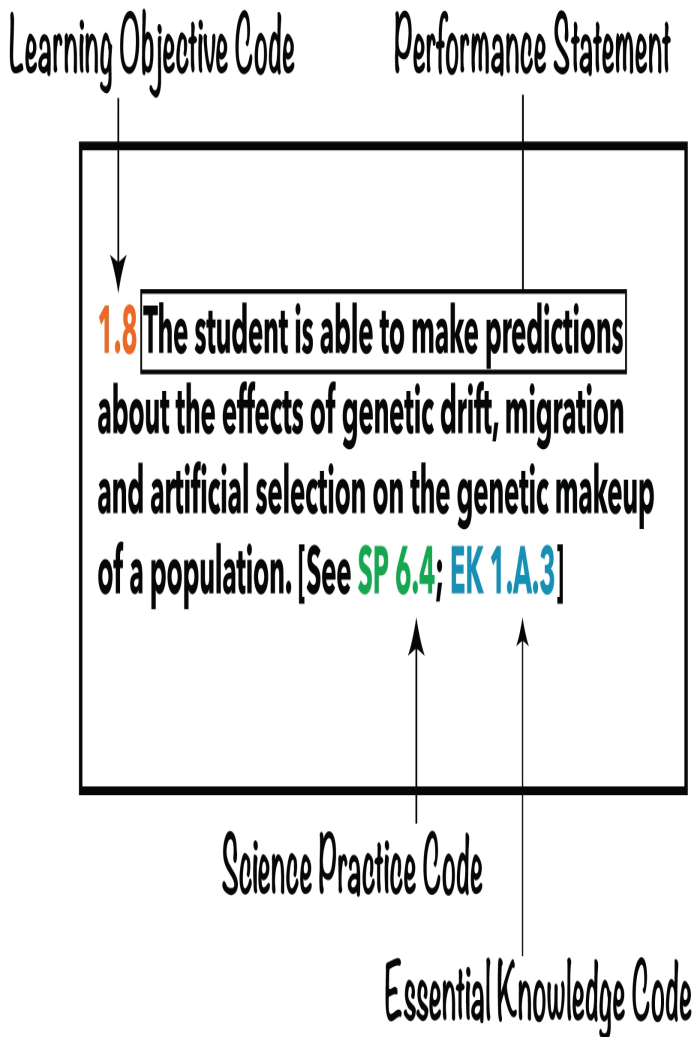 Learning Objective Code
Performance Statement
1.8 The student is able to make predictions
about the effects of genetic drift, migration
and artificial selection on the genetic makeup
of a population. [See SP 6.4; EK 1.A.3]
Science Practice Code
Essential Knowledge Code